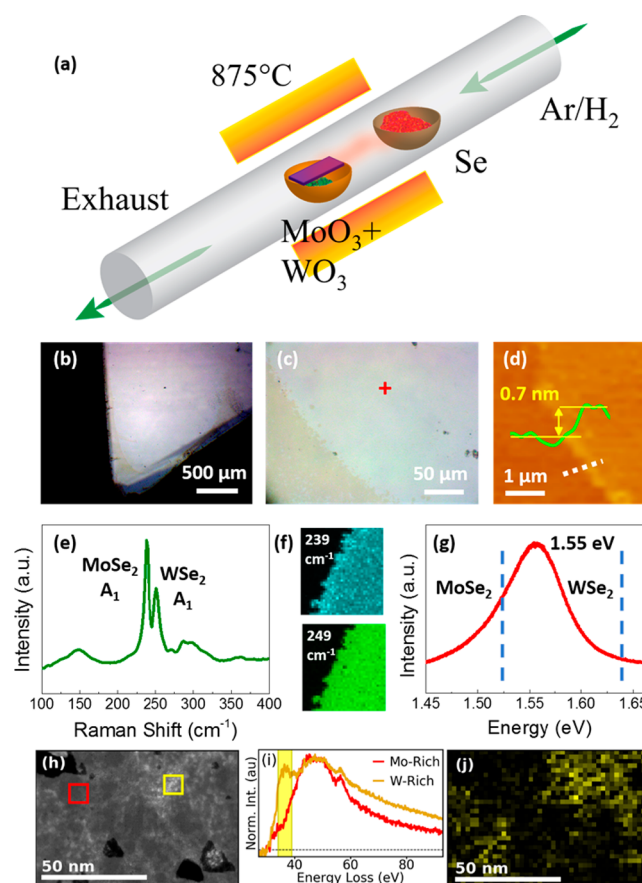 (a)
875°C
Ar/H₂
Se
Exhaust
MoO₃+
WO₃
(b)
500 µm
(c)
50 µm
(d)
0.7 nm
1 µm
(e)
MoSe₂
A₁
WSe₂
A₁
Intensity (a.u.)
100 150 200 250 300 350 400
Raman Shift (cm⁻¹)
(f)
239
cm⁻¹
249
cm⁻¹
(g)
1.55 eV
MoSe₂
WSe₂
Intensity (a.u.)
1.45 1.50 1.55 1.60 1.65
Energy (eV)
(h)
50 nm
(i)
Mo-Rich
W-Rich
Norm. Int. (au)
40 60 80
Energy Loss (eV)
(j)
50 nm